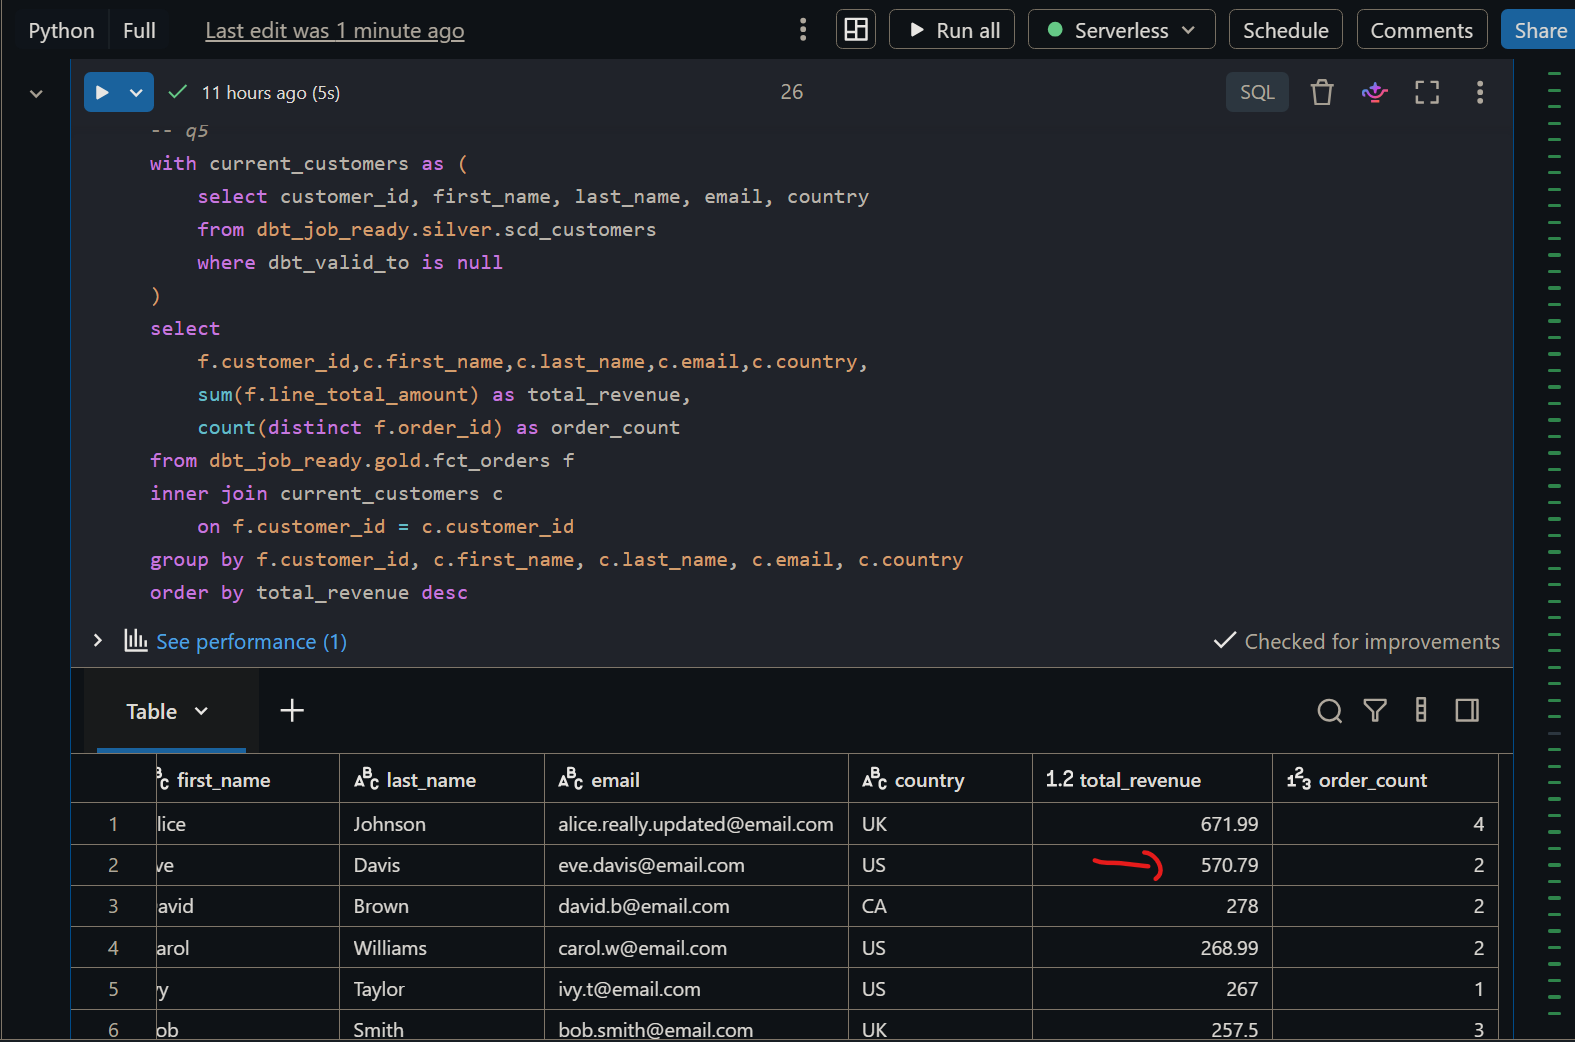 Python Full Last edit was 1 minute ago Run all Serverless Schedule Comments Share
11 hours ago (5s) 26 SQL
-- q5
with current_customers as (
    select customer_id, first_name, last_name, email, country
    from dbt_job_ready.silver.scd_customers
    where dbt_valid_to is null
)
select
    f.customer_id,c.first_name,c.last_name,c.email,c.country,
    sum(f.line_total_amount) as total_revenue,
    count(distinct f.order_id) as order_count
from dbt_job_ready.gold.fct_orders f
inner join current_customers c
    on f.customer_id = c.customer_id
group by f.customer_id, c.first_name, c.last_name, c.email, c.country
order by total_revenue desc
See performance (1) Checked for improvements
Table
first_name last_name email country 1.2 total_revenue order_count
1 lice Johnson alice.really.updated@email.com UK 671.99 4
2 ve Davis eve.davis@email.com US 570.79 2
3 avid Brown david.b@email.com CA 278 2
4 arol Williams carol.w@email.com US 268.99 2
5 vy Taylor ivy.t@email.com US 267 1
6 ob Smith bob.smith@email.com UK 257.5 3